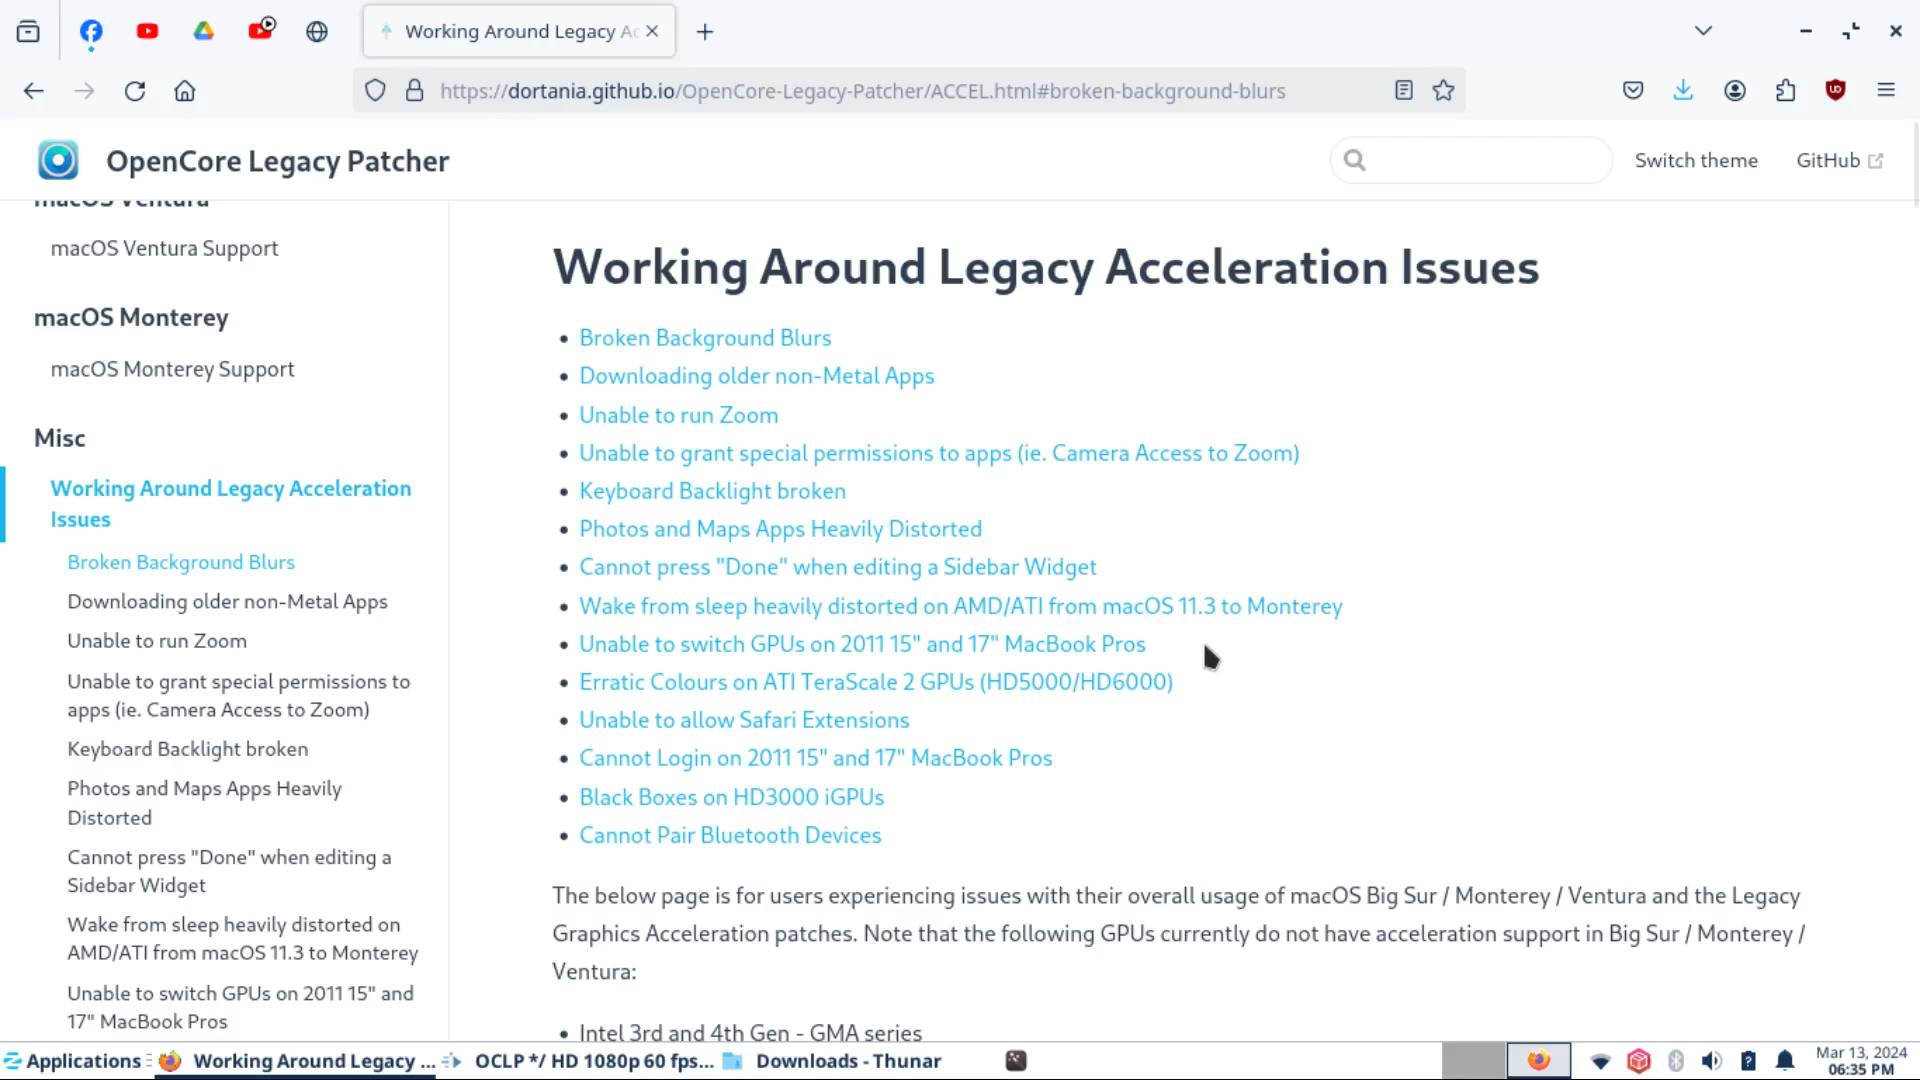 Working Around Legacy Ac
https://dortania.github.io/OpenCore-Legacy-Patcher/ACCEL.html#broken-background-blurs
OpenCore Legacy Patcher
Switch theme
GitHub
macOS Ventura
macOS Ventura Support
macOS Monterey
macOS Monterey Support
Misc
Working Around Legacy Acceleration
Issues
Broken Background Blurs
Downloading older non-Metal Apps
Unable to run Zoom
Unable to grant special permissions to
apps (ie. Camera Access to Zoom)
Keyboard Backlight broken
Photos and Maps Apps Heavily
Distorted
Cannot press "Done" when editing a
Sidebar Widget
Wake from sleep heavily distorted on
AMD/ATI from macOS 11.3 to Monterey
Unable to switch GPUs on 2011 15" and
17" MacBook Pros
Working Around Legacy Acceleration Issues
Broken Background Blurs
Downloading older non-Metal Apps
Unable to run Zoom
Unable to grant special permissions to apps (ie. Camera Access to Zoom)
Keyboard Backlight broken
Photos and Maps Apps Heavily Distorted
Cannot press "Done" when editing a Sidebar Widget
Wake from sleep heavily distorted on AMD/ATI from macOS 11.3 to Monterey
Unable to switch GPUs on 2011 15" and 17" MacBook Pros
Erratic Colours on ATI TeraScale 2 GPUs (HD5000/HD6000)
Unable to allow Safari Extensions
Cannot Login on 2011 15" and 17" MacBook Pros
Black Boxes on HD3000 iGPUs
Cannot Pair Bluetooth Devices
The below page is for users experiencing issues with their overall usage of macOS Big Sur / Monterey / Ventura and the Legacy
Graphics Acceleration patches. Note that the following GPUs currently do not have acceleration support in Big Sur / Monterey /
Ventura:
Intel 3rd and 4th Gen - GMA series
Applications
Working Around Legacy ...
OCLP */ HD 1080p 60 fps...
Downloads - Thunar
Mar 13, 2024
06:35 PM